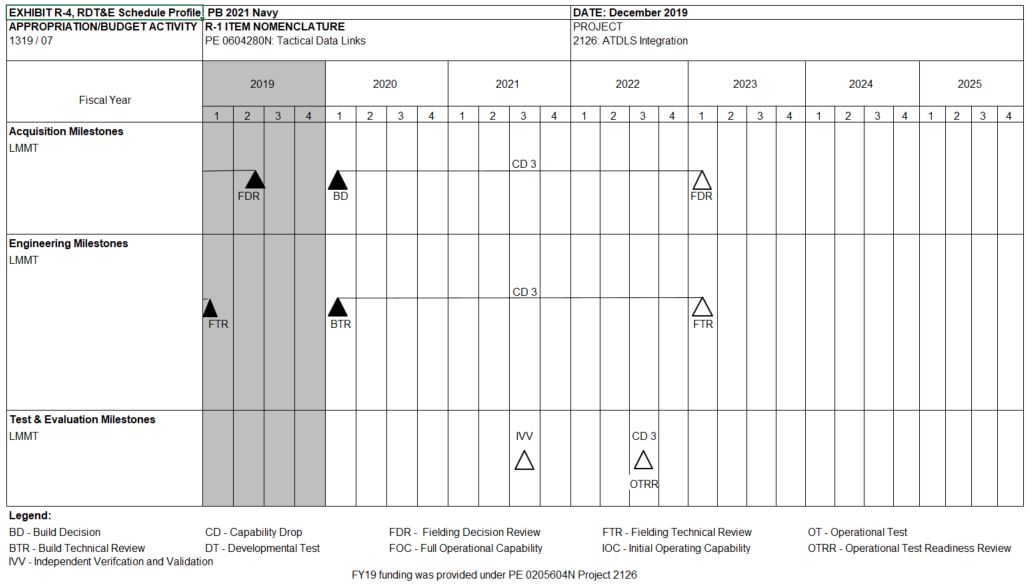 EXHIBIT R-4, RDT&E Schedule Profile PB 2021 Navy DATE: December 2019
APPROPRIATION/BUDGET ACTIVITY R-1 ITEM NOMENCLATURE PROJECT
1319 / 07 PE 0604280N: Tactical Data Links 2126: ATDLS Integration
Fiscal Year 2019 2020 2021 2022 2023 2024 2025
1 2 3 4 1 2 3 4 1 2 3 4 1 2 3 4 1 2 3 4 1 2 3 4 1 2 3 4
Acquisition Milestones
LMMT
CD 3
FDR BD FDR
Engineering Milestones
LMMT
CD 3
FTR BTR FTR
Test & Evaluation Milestones
LMMT IVV CD 3
OTRR
Legend:
BD - Build Decision CD - Capability Drop FDR - Fielding Decision Review FTR - Fielding Technical Review OT - Operational Test
BTR - Build Technical Review DT - Developmental Test FOC - Full Operational Capability IOC - Initial Operating Capability OTRR - Operational Test Readiness Review
IVV - Independent Verifcation and Validation
FY19 funding was provided under PE 0205604N Project 2126